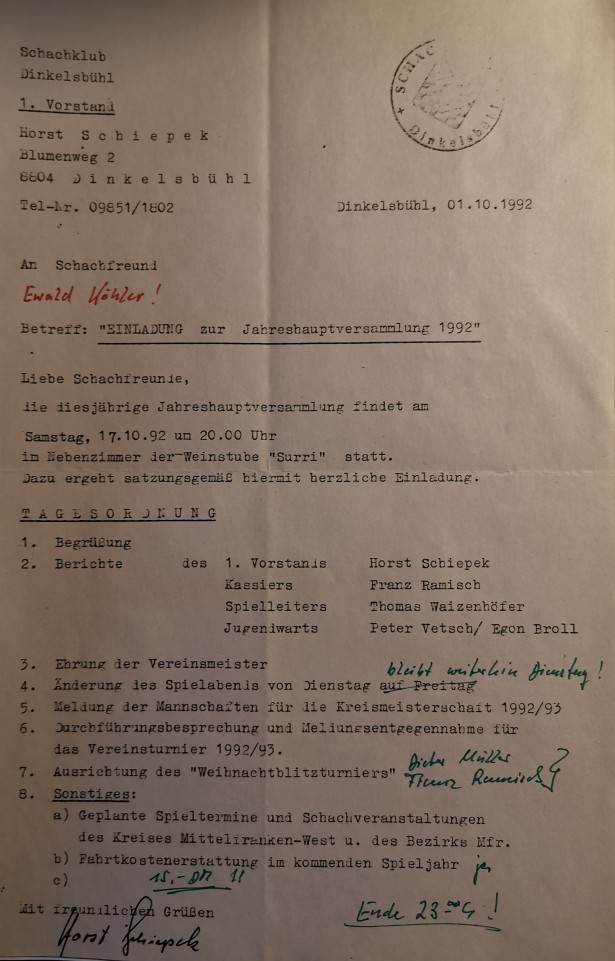 Schachklub
Dinkelsbühl
1. Vorstand
Horst S c h i e p e k
Blumenweg 2
8804 D i n k e l s b ü h l
Tel-Nr. 09851/1802
SCHAC
Dinkelsbühl
Dinkelsbühl, 01.10.1992
An Schachfreund
Ewald Köhler!
Betreff: "EINLADUNG zur Jahreshauptversammlung 1992"
Liebe Schachfreunde,
die diesjährige Jahreshauptversammlung findet am
Samstag, 17.10.92 um 20.00 Uhr
im Nebenzimmer der Weinstube "Surri" statt.
Dazu ergeht satzungsgemäß hiermit herzliche Einladung.
T A G E S O R D N U N G
1. Begrüßung
2. Berichte des 1. Vorstands Horst Schiepek
Kassiers Franz Ramisch
Spielleiters Thomas Waizenhöfer
Jugendwarts Peter Vetsch/ Egon Broll
3. Ehrung der Vereinsmeister
bleibt weiterhin Dienstag!
4. Änderung des Spielabends von Dienstag auf Freitag
5. Meldung der Mannschaften für die Kreismeisterschaft 1992/93
6. Durchführungsbesprechung und Meldungsentgegennahme für
das Vereinsturnier 1992/93.
7. Ausrichtung des "Weihnachtblitzturniers" Dieter Müller
Franz Ramisch
8. Sonstiges:
a) Geplante Spieltermine und Schachveranstaltungen
des Kreises Mittelfranken-West u. des Bezirks Mfr.
b) Fahrtkostenerstattung im kommenden Spieljahr ja
c) 15,- DM !!
Mit freundlichen Grüßen
Ende 23 00 !
Horst Schiepek